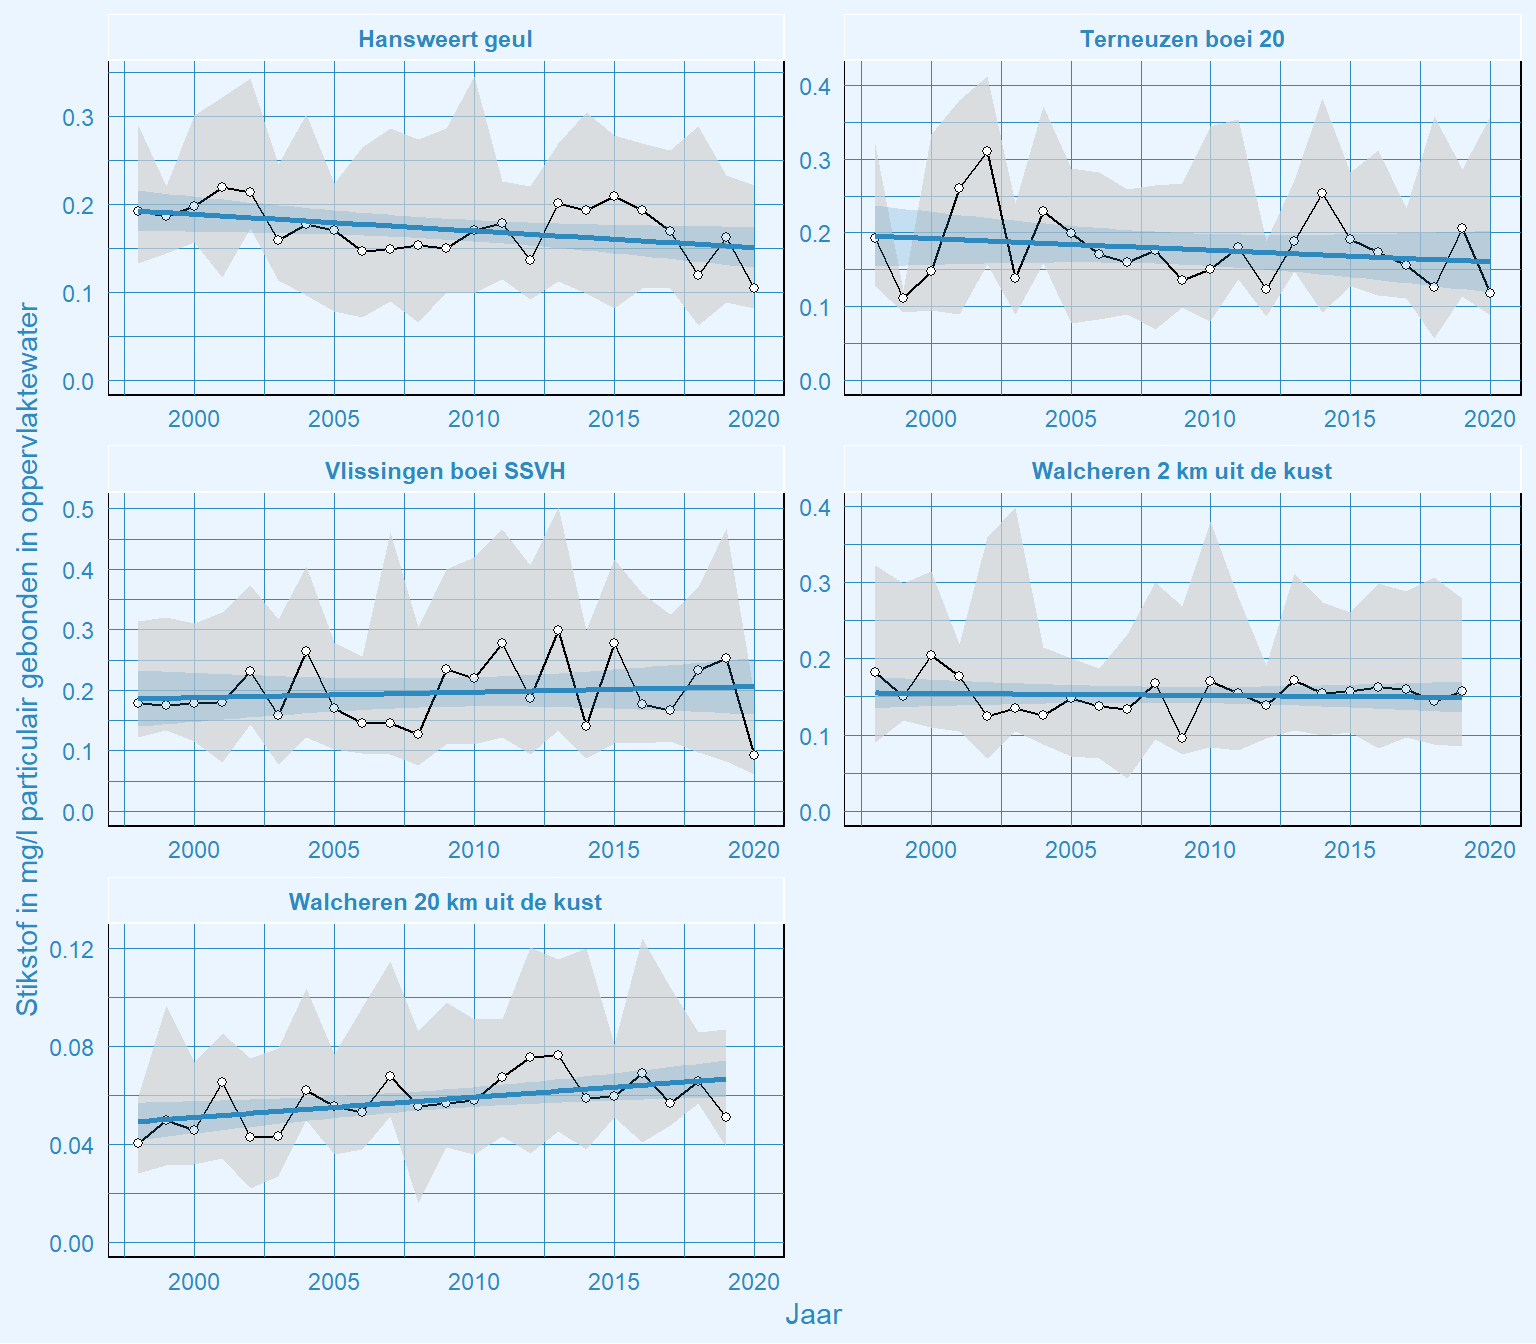 Stikstof in mg/l particulair gebonden in oppervlaktewater
Hansweert geul
0.3
0.2
0.1
0.0
2000 2005 2010 2015 2020
Terneuzen boei 20
0.4
0.3
0.2
0.1
0.0
2000 2005 2010 2015 2020
Vlissingen boei SSVH
0.5
0.4
0.3
0.2
0.1
0.0
2000 2005 2010 2015 2020
Walcheren 2 km uit de kust
0.4
0.3
0.2
0.1
0.0
2000 2005 2010 2015 2020
Walcheren 20 km uit de kust
0.12
0.08
0.04
0.00
2000 2005 2010 2015 2020
Jaar